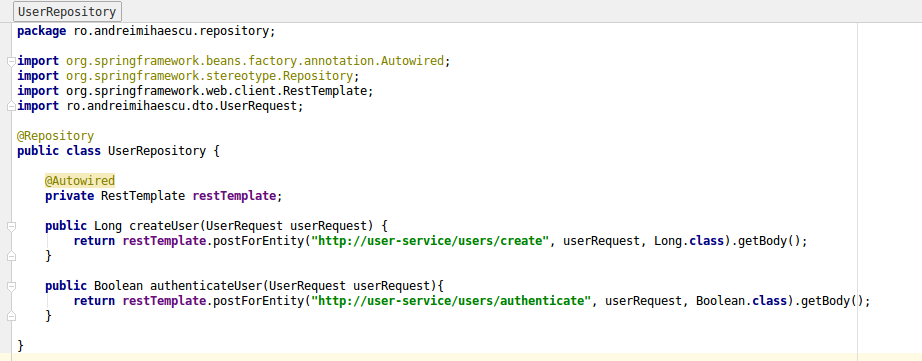 UserRepository
package ro.andreimihaescu.repository;
import org.springframework.beans.factory.annotation.Autowired;
import org.springframework.stereotype.Repository;
import org.springframework.web.client.RestTemplate;
import ro.andreimihaescu.dto.UserRequest;
@Repository
public class UserRepository {
@Autowired
private RestTemplate restTemplate;
public Long createUser(UserRequest userRequest) {
return restTemplate.postForEntity("http://user-service/users/create", userRequest, Long.class).getBody();
}
public Boolean authenticateUser(UserRequest userRequest){
return restTemplate.postForEntity("http://user-service/users/authenticate", userRequest, Boolean.class).getBody();
}
}